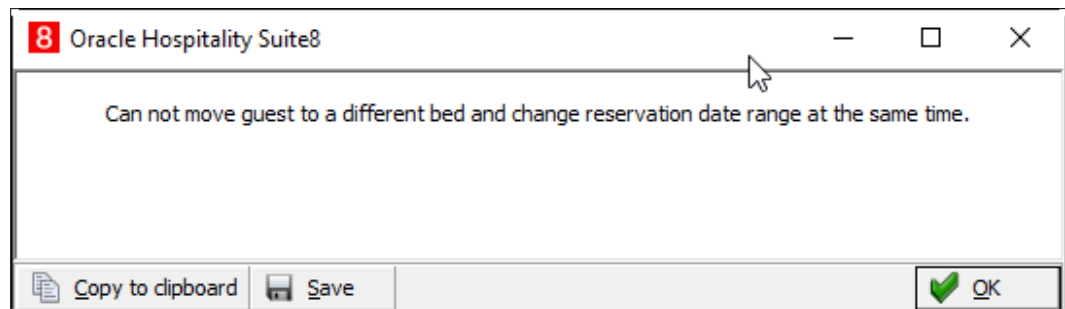 8 Oracle Hospitality Suite8
Can not move guest to a different bed and change reservation date range at the same time.
Copy to clipboard Save OK